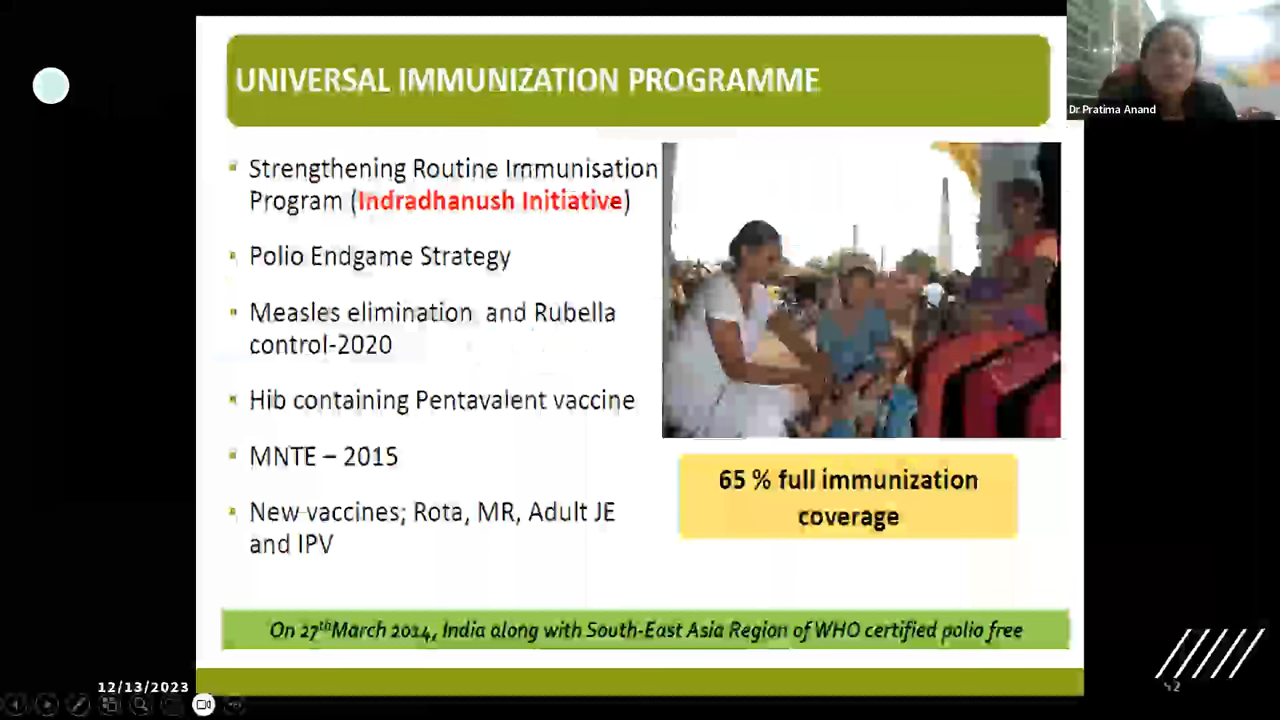 UNIVERSAL IMMUNIZATION PROGRAMME
Dr Pratima Anand
Strengthening Routine Immunisation
Program (Indradhanush Initiative)
Polio Endgame Strategy
Measles elimination and Rubella
control-2020
Hib containing Pentavalent vaccine
MNTE – 2015
New vaccines; Rota, MR, Adult JE
and IPV
65 % full immunization
coverage
On 27th March 2014, India along with South-East Asia Region of WHO certified polio free
12/13/2023
42